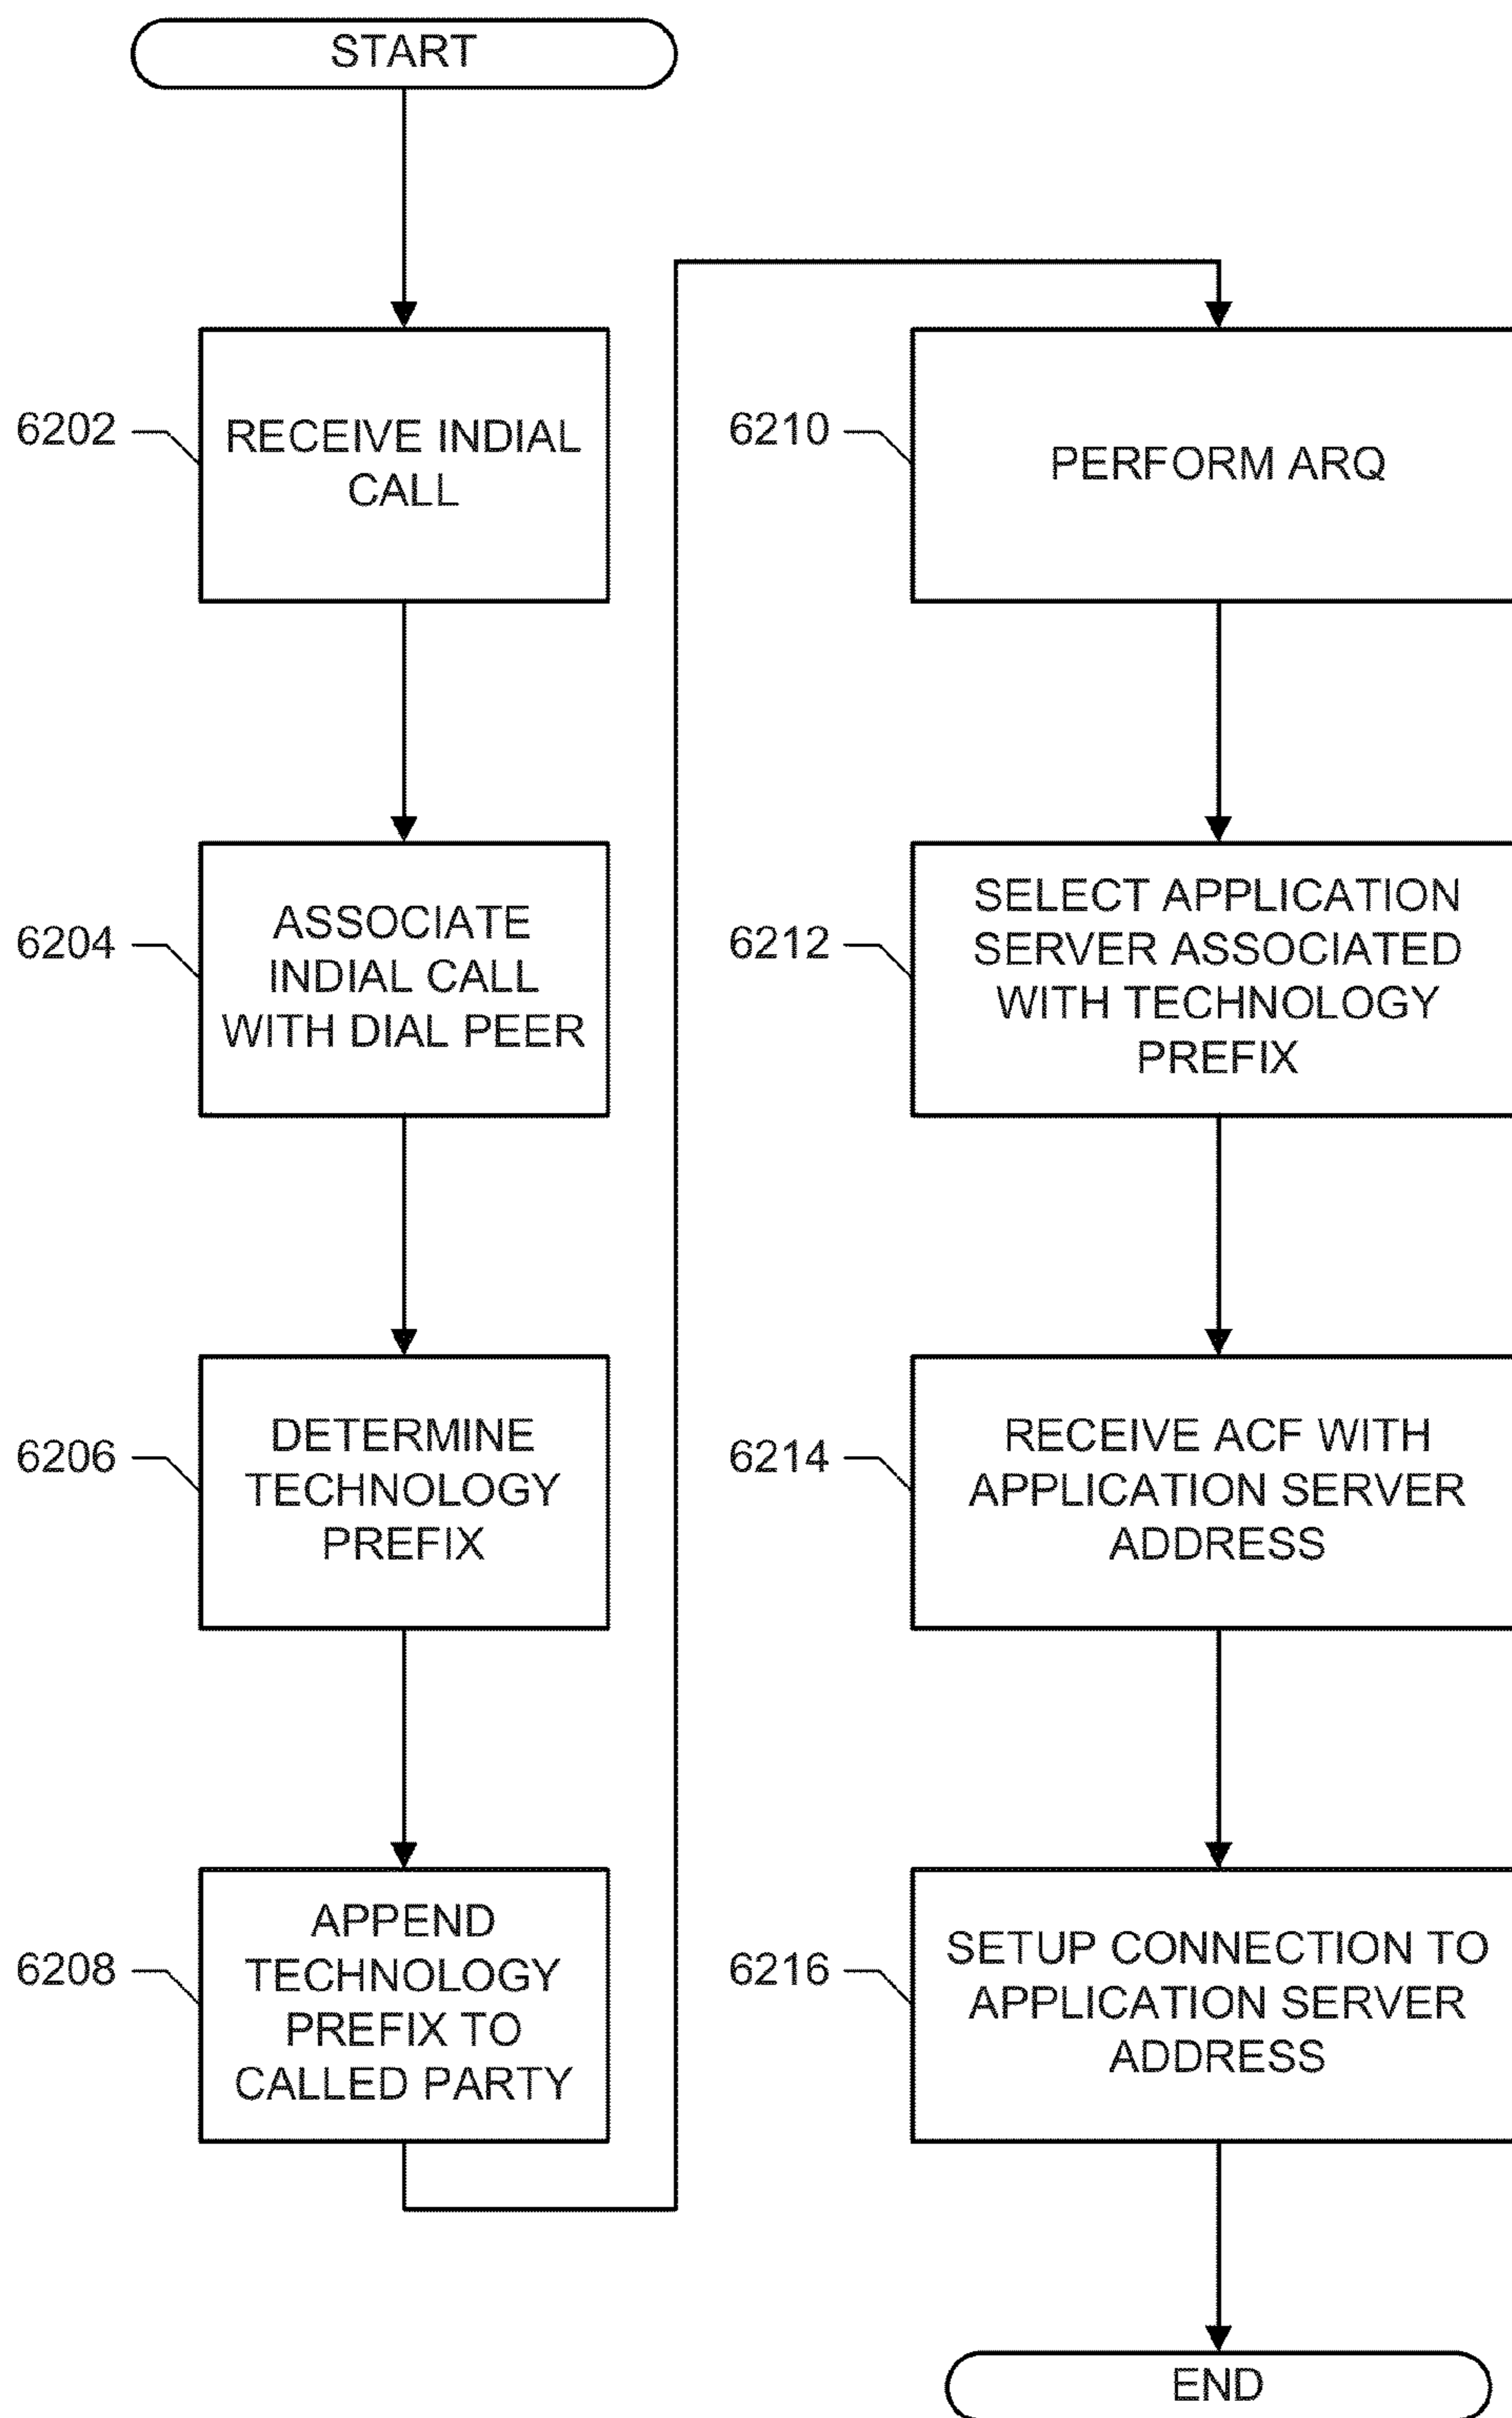 START
6202
RECEIVE INDIAL
CALL
6204
ASSOCIATE
INDIAL CALL
WITH DIAL PEER
6206
DETERMINE
TECHNOLOGY
PREFIX
6208
APPEND
TECHNOLOGY
PREFIX TO
CALLED PARTY
6210
PERFORM ARQ
6212
SELECT APPLICATION
SERVER ASSOCIATED
WITH TECHNOLOGY
PREFIX
6214
RECEIVE ACF WITH
APPLICATION SERVER
ADDRESS
6216
SETUP CONNECTION TO
APPLICATION SERVER
ADDRESS
END